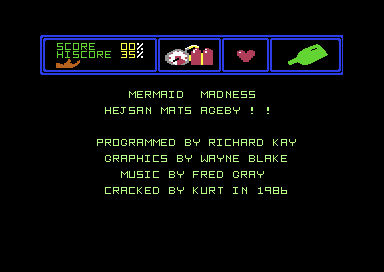 SCORE 00%
HISCORE 35%
MERMAID MADNESS
HEJSAN MATS AGEBY ! !
PROGRAMMED BY RICHARD KAY
GRAPHICS BY WAYNE BLAKE
MUSIC BY FRED GRAY
CRACKED BY KURT IN 1986